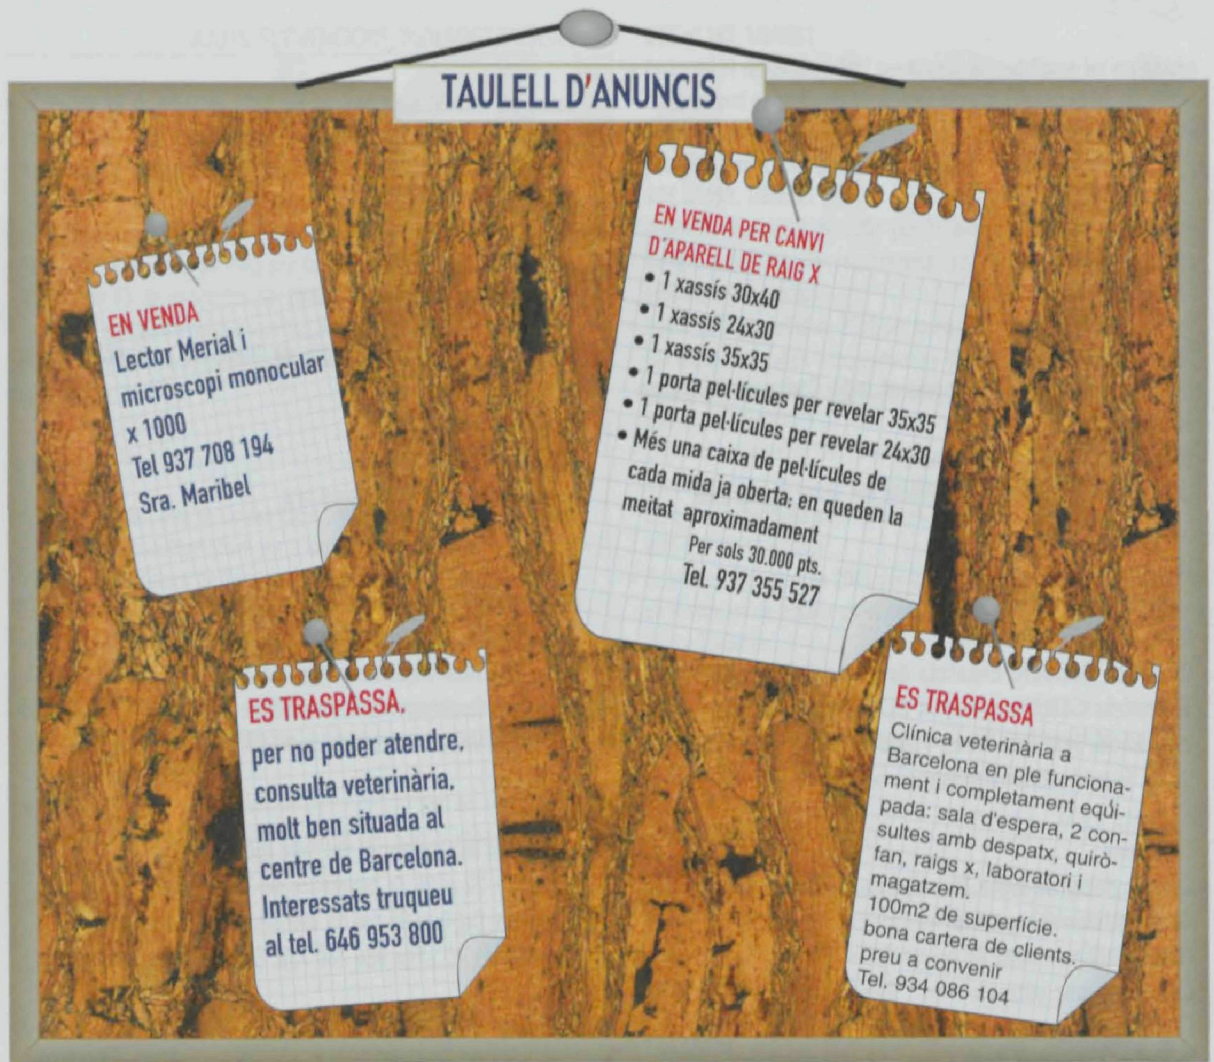 TAULELL D'ANUNCIS
EN VENDA
Lector Merial i
microscopi monocular
x 1000
Tel 937 708 194
Sra. Maribel
EN VENDA PER CANVI
D'APARELL DE RAIG X
• 1 xassís 30x40
• 1 xassís 24x30
• 1 xassís 35x35
• 1 porta pel·lícules per revelar 35x35
• 1 porta pel·lícules per revelar 24x30
• Més una caixa de pel·lícules de
cada mida ja oberta; en queden la
meitat aproximadament
Per sols 30.000 pts.
Tel. 937 355 527
ES TRASPASSA,
per no poder atendre,
consulta veterinària,
molt ben situada al
centre de Barcelona.
Interessats truqueu
al tel. 646 953 800
ES TRASPASSA
Clínica veterinària a
Barcelona en ple funciona-
ment i completament eqüi-
pada: sala d'espera, 2 con-
sultes amb despatx, quirò-
fan, raigs x, laboratori i
magatzem.
100m2 de superfície.
bona cartera de clients.
preu a convenir
Tel. 934 086 104